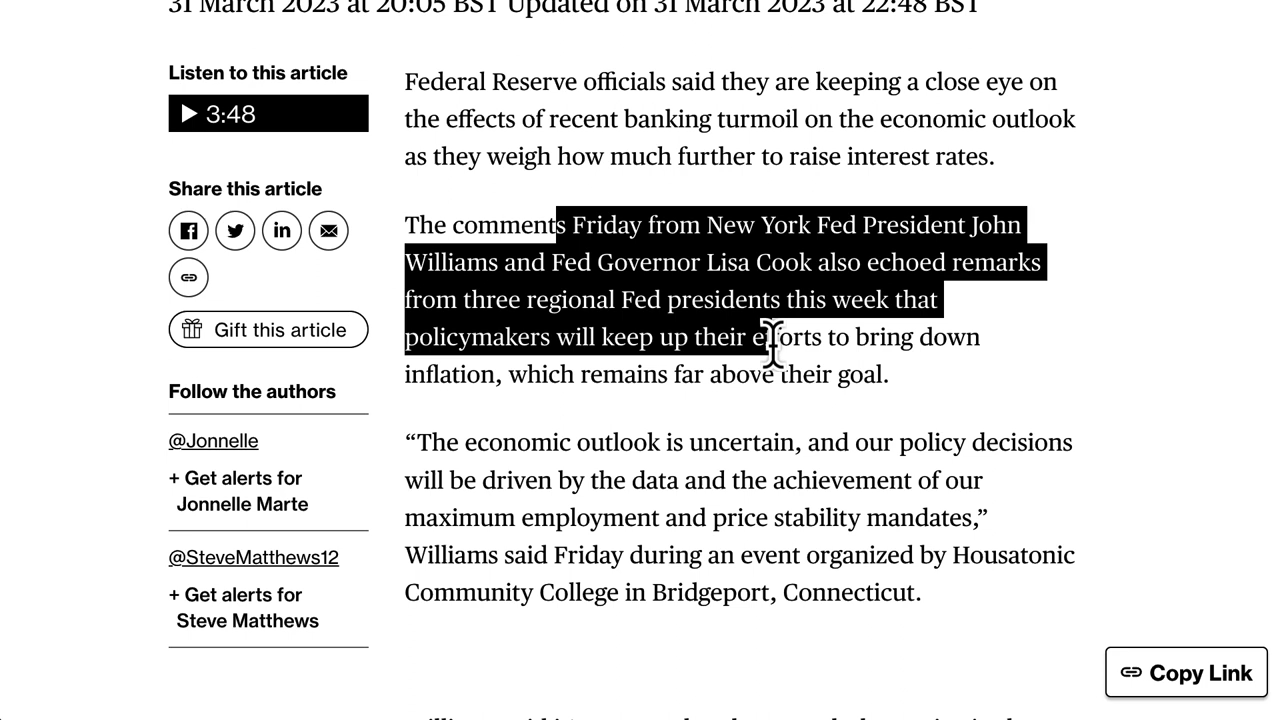 31 March 2023 at 20:05 BST Updated on 31 March 2023 at 22:48 BST
Listen to this article
3:48
Share this article
Gift this article
Follow the authors
@Jonnelle
+ Get alerts for
Jonnelle Marte
@SteveMatthews12
+ Get alerts for
Steve Matthews
Federal Reserve officials said they are keeping a close eye on
the effects of recent banking turmoil on the economic outlook
as they weigh how much further to raise interest rates.
The comments Friday from New York Fed President John
Williams and Fed Governor Lisa Cook also echoed remarks
from three regional Fed presidents this week that
policymakers will keep up their efforts to bring down
inflation, which remains far above their goal.
“The economic outlook is uncertain, and our policy decisions
will be driven by the data and the achievement of our
maximum employment and price stability mandates,”
Williams said Friday during an event organized by Housatonic
Community College in Bridgeport, Connecticut.
Copy Link